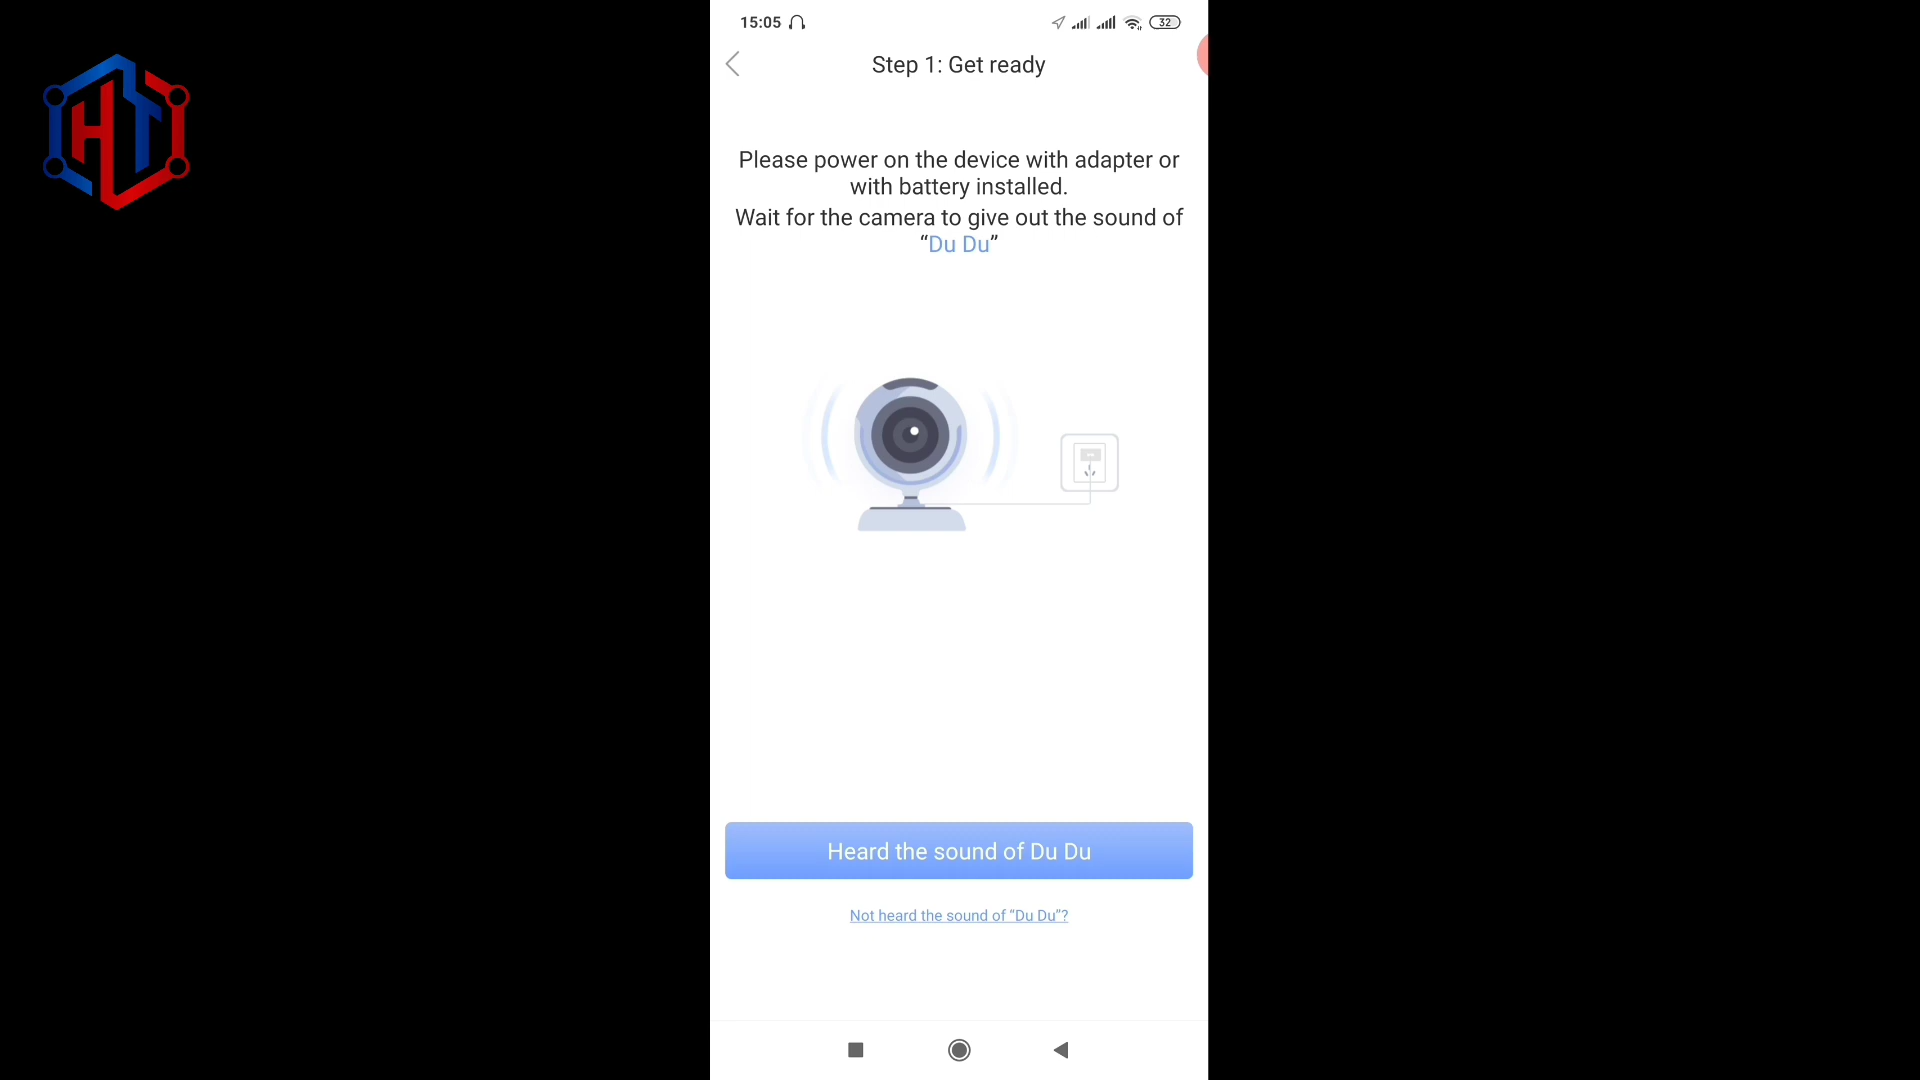 15:05
32
Step 1: Get ready
HT
Please power on the device with adapter or
with battery installed.
Wait for the camera to give out the sound of
“Du Du”
Heard the sound of Du Du
Not heard the sound of “Du Du”?